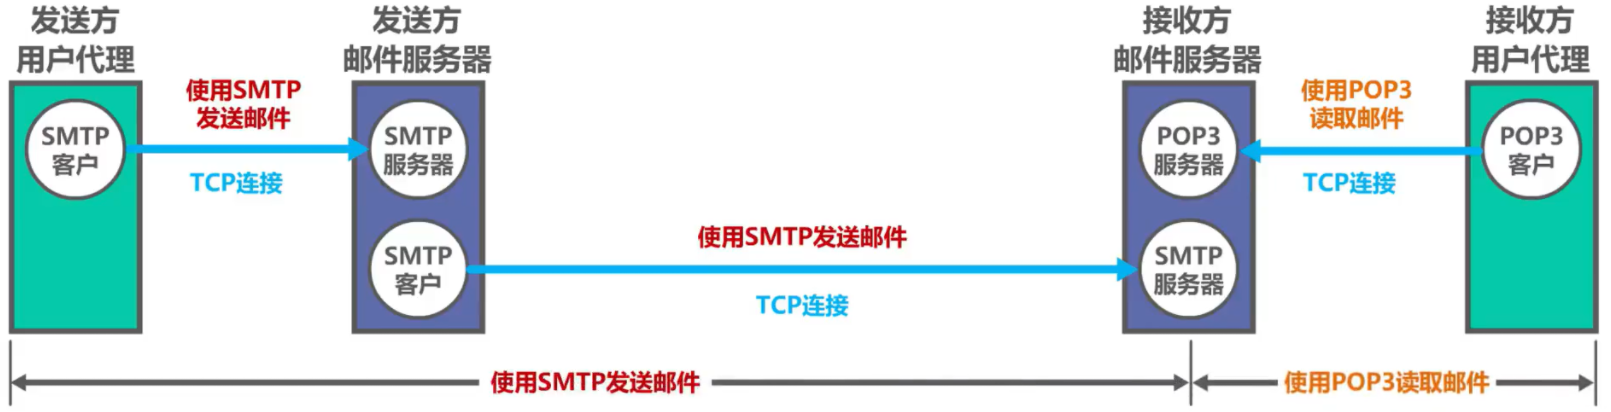 发送方
用户代理
发送方
邮件服务器
接收方
邮件服务器
接收方
用户代理
使用SMTP
发送邮件
使用POP3
读取邮件
SMTP
客户
SMTP
服务器
POP3
服务器
POP3
客户
TCP连接
TCP连接
使用SMTP发送邮件
SMTP
客户
SMTP
服务器
TCP连接
使用SMTP发送邮件
使用POP3读取邮件